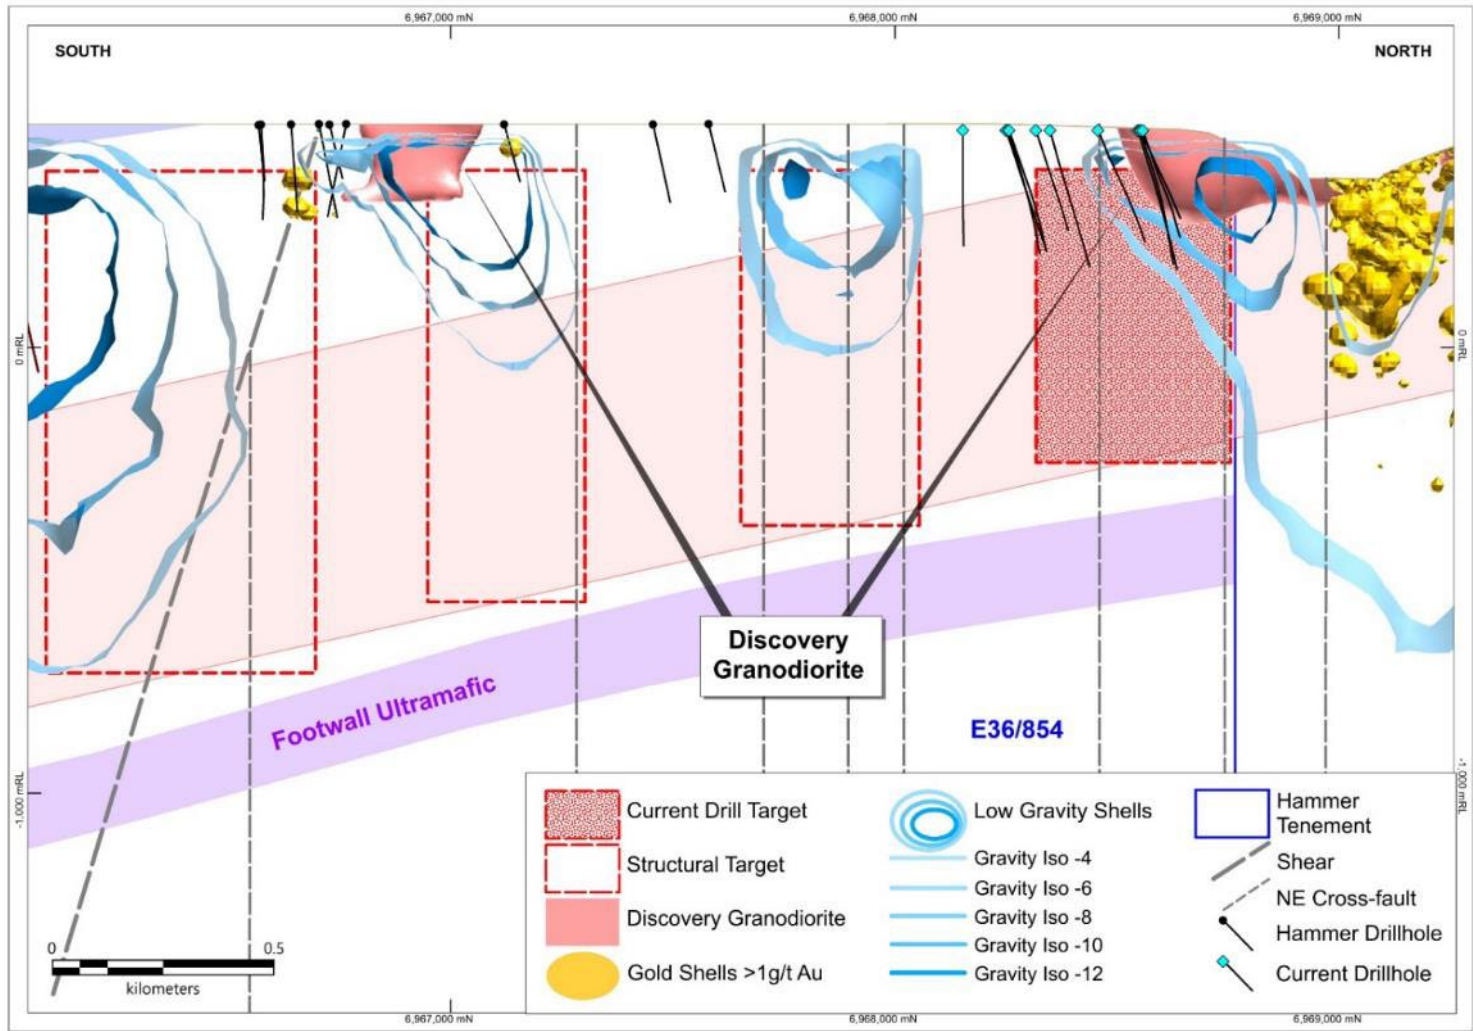 6,967,000 mN
6,968,000 mN
6,969,000 mN
SOUTH
NORTH
0 mRL
0 mRL
Discovery
Granodiorite
Footwall Ultramafic
E36/854
-1,000 mRL
-1,000 mRL
Current Drill Target
Structural Target
Discovery Granodiorite
Gold Shells >1g/t Au
Low Gravity Shells
Gravity Iso -4
Gravity Iso -6
Gravity Iso -8
Gravity Iso -10
Gravity Iso -12
Hammer
Tenement
Shear
NE Cross-fault
Hammer Drillhole
Current Drillhole
0
0.5
kilometers
6,967,000 mN
6,968,000 mN
6,969,000 mN